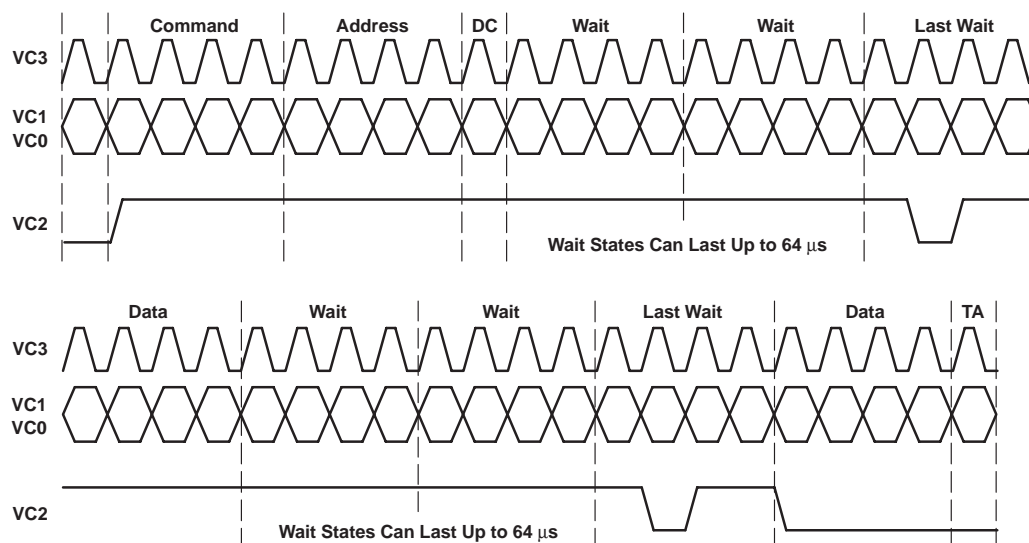 Command Address DC Wait Wait Last Wait
VC3
VC1
VC0
VC2
Wait States Can Last Up to 64 μs
Data Wait Wait Last Wait Data TA
VC3
VC1
VC0
VC2
Wait States Can Last Up to 64 μs